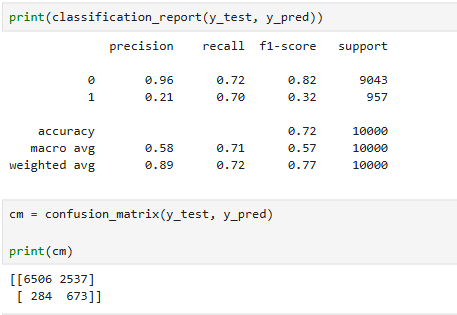 print(classification_report(y_test, y_pred))
precision recall f1-score support
0 0.96 0.72 0.82 9043
1 0.21 0.70 0.32 957
accuracy 0.72 10000
macro avg 0.58 0.71 0.57 10000
weighted avg 0.89 0.72 0.77 10000
cm = confusion_matrix(y_test, y_pred)
print(cm)
[[6506 2537]
[ 284 673]]